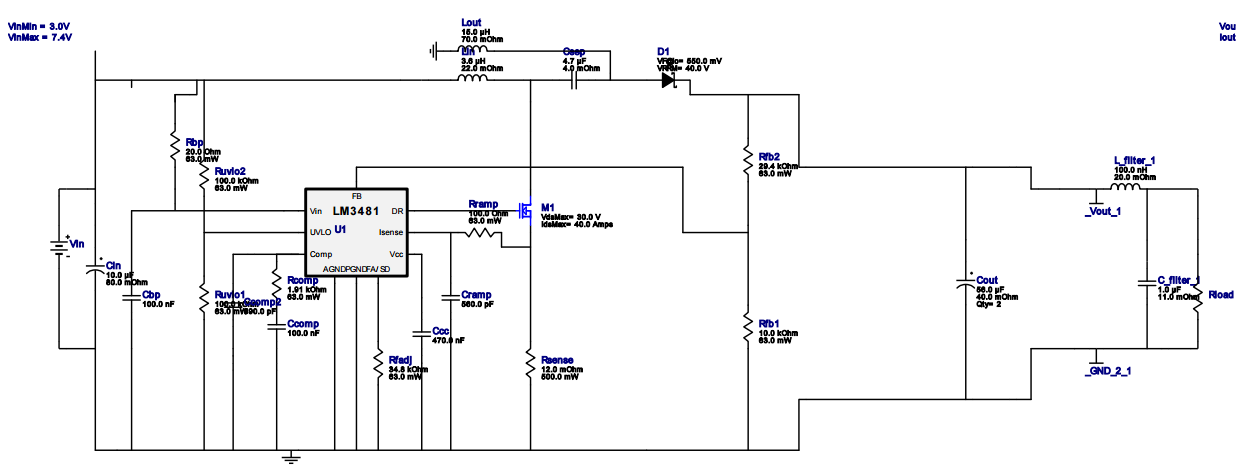 VinMin = 3.0V
VinMax = 7.4V
Vou
Iout
Lout
15.0 µH
70.0 mOhm
Lin
3.6 µH
22.0 mOhm
Csep
4.7 µF
4.0 mOhm
D1
= 550.0 mV
= 40.0 V
Rbp
20.0 Ohm
63.0 mW
Ruvlo2
100.0 kOhm
63.0 mW
Rfb2
29.4 kOhm
63.0 mW
L_filter_1
100.0 nH
20.0 mOhm
FB
Vin
LM3481
DR
UVLO
U1
Isense
Comp
Vcc
AGND
PGND
FA/ SD
Rramp
100.0 Ohm
63.0 mW
M1
VdsMax= 30.0 V
IdsMax= 40.0 Amps
_Vout_1
Vin
Cin
10.0 µF
60.0 mOhm
Cbp
100.0 nF
Ruvlo1
100.0 kOhm
63.0 mW
Ccomp2
Rcomp
1.91 kOhm
63.0 mW
Ccomp
100.0 nF
Cramp
560.0 pF
Ccc
470.0 nF
Rfadj
34.8 kOhm
63.0 mW
Rsense
12.0 mOhm
500.0 mW
Rfb1
10.0 kOhm
63.0 mW
Cout
56.0 µF
40.0 mOhm
Qty= 2
C_filter_1
1.0 µF
11.0 mOhm
Rload
_GND_2_1